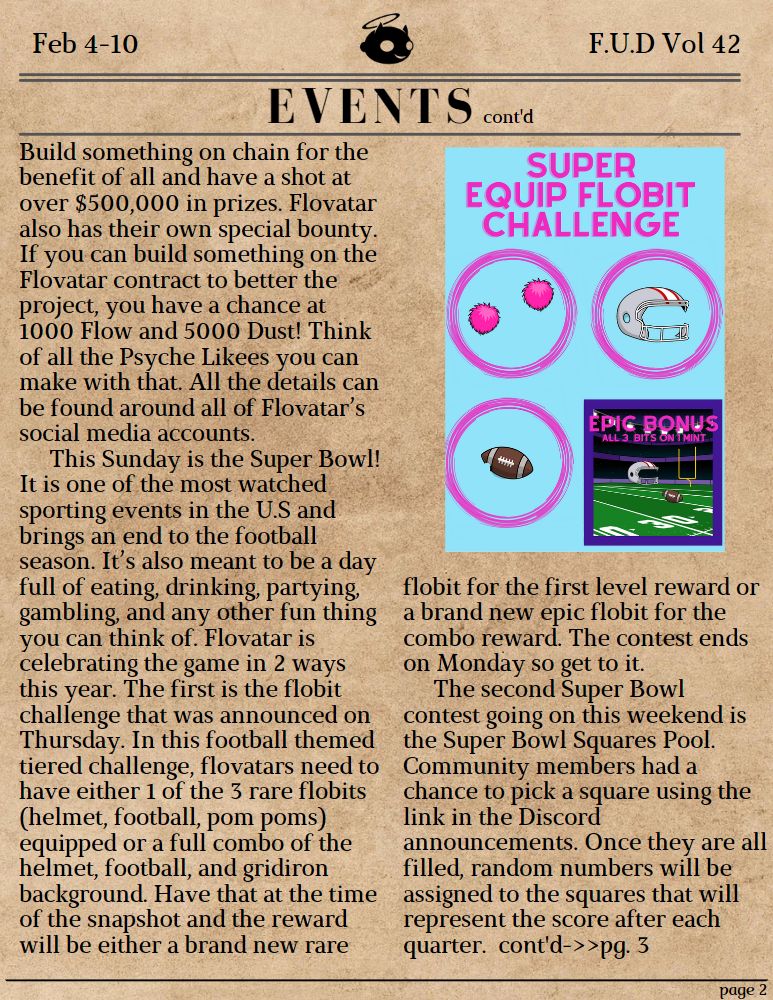 Feb 4-10
F.U.D Vol 42
EVENTS cont'd
Build something on chain for the
benefit of all and have a shot at
over $500,000 in prizes. Flovatar
also has their own special bounty.
If you can build something on the
Flovatar contract to better the
project, you have a chance at
1000 Flow and 5000 Dust! Think
of all the Psyche Likees you can
make with that. All the details can
be found around all of Flovatar's
social media accounts.
This Sunday is the Super Bowl!
It is one of the most watched
sporting events in the U.S and
brings an end to the football
season. It's also meant to be a day
full of eating, drinking, partying,
gambling, and any other fun thing
you can think of. Flovatar is
celebrating the game in 2 ways
this year. The first is the flobit
challenge that was announced on
Thursday. In this football themed
tiered challenge, flovatars need to
have either 1 of the 3 rare flobits
(helmet, football, pom poms)
equipped or a full combo of the
helmet, football, and gridiron
background. Have that at the time
of the snapshot and the reward
will be either a brand new rare
SUPER
EQUIP FLOBIT
CHALLENGE
EPIC BONUS
ALL 3 BITS ON 1 MINT
30
flobit for the first level reward or
a brand new epic flobit for the
combo reward. The contest ends
on Monday so get to it.
The second Super Bowl
contest going on this weekend is
the Super Bowl Squares Pool.
Community members had a
chance to pick a square using the
link in the Discord
announcements. Once they are all
filled, random numbers will be
assigned to the squares that will
represent the score after each
quarter. cont'd->>pg. 3
page 2